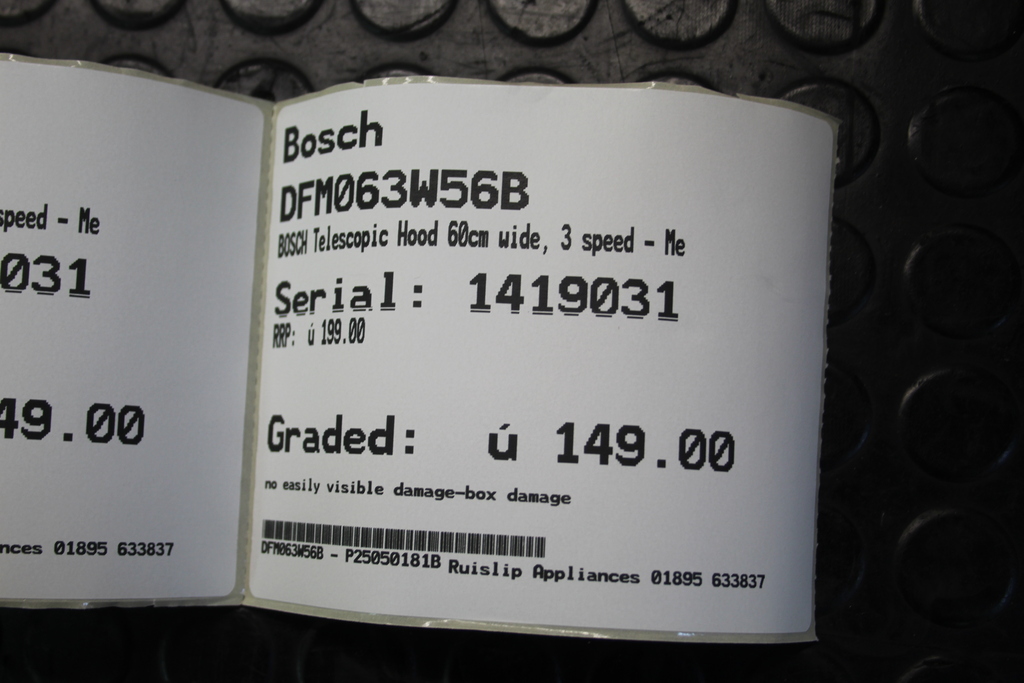 speed - Me
031
49.00
nces 01895 633837
Bosch
DFM063W56B
BOSCH Telescopic Hood 60cm wide, 3 speed - Me
Serial: 1419031
RRP: ú 199.00
Graded: ú 149.00
no easily visible damage-box damage
DFM063W56B - P25050181B Ruislip Appliances 01895 633837